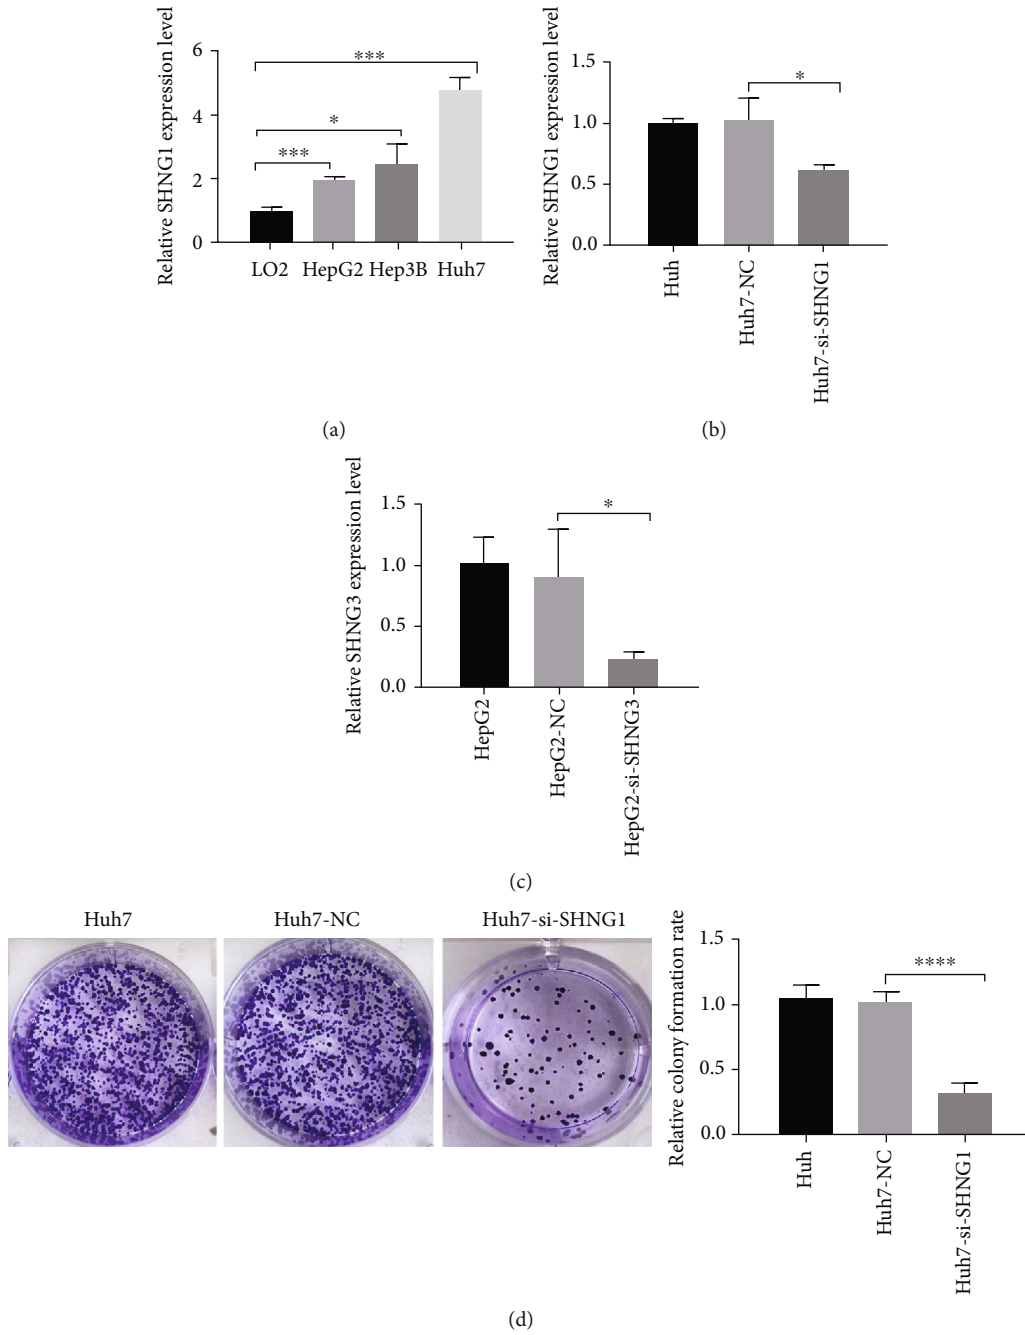 Relative SHNG1 expression level
6
4
2
0
***
*
***
LO2 HepG2 Hep3B Huh7
(a)
Relative SHNG1 expression level
1.5
1.0
0.5
0.0
*
Huh
Huh7-NC
Huh7-si-SHNG1
(b)
Relative SHNG3 expression level
1.5
1.0
0.5
0.0
*
HepG2
HepG2-NC
HepG2-si-SHNG3
(c)
Huh7
Huh7-NC
Huh7-si-SHNG1
Relative colony formation rate
1.5
1.0
0.5
0.0
****
Huh
Huh7-NC
Huh7-si-SHNG1
(d)